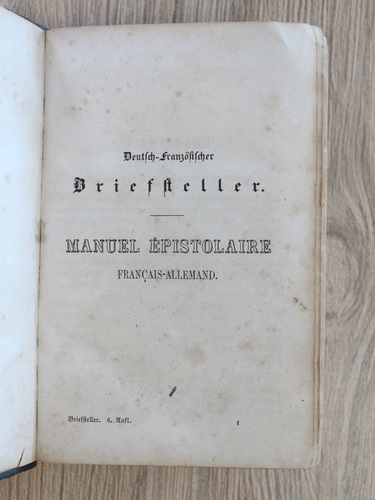 Deutsch-Französischer
Briefsteller.
MANUEL ÉPISTOLAIRE
FRANÇAIS-ALLEMAND.
Briefsteller. 6. Aufl. 1